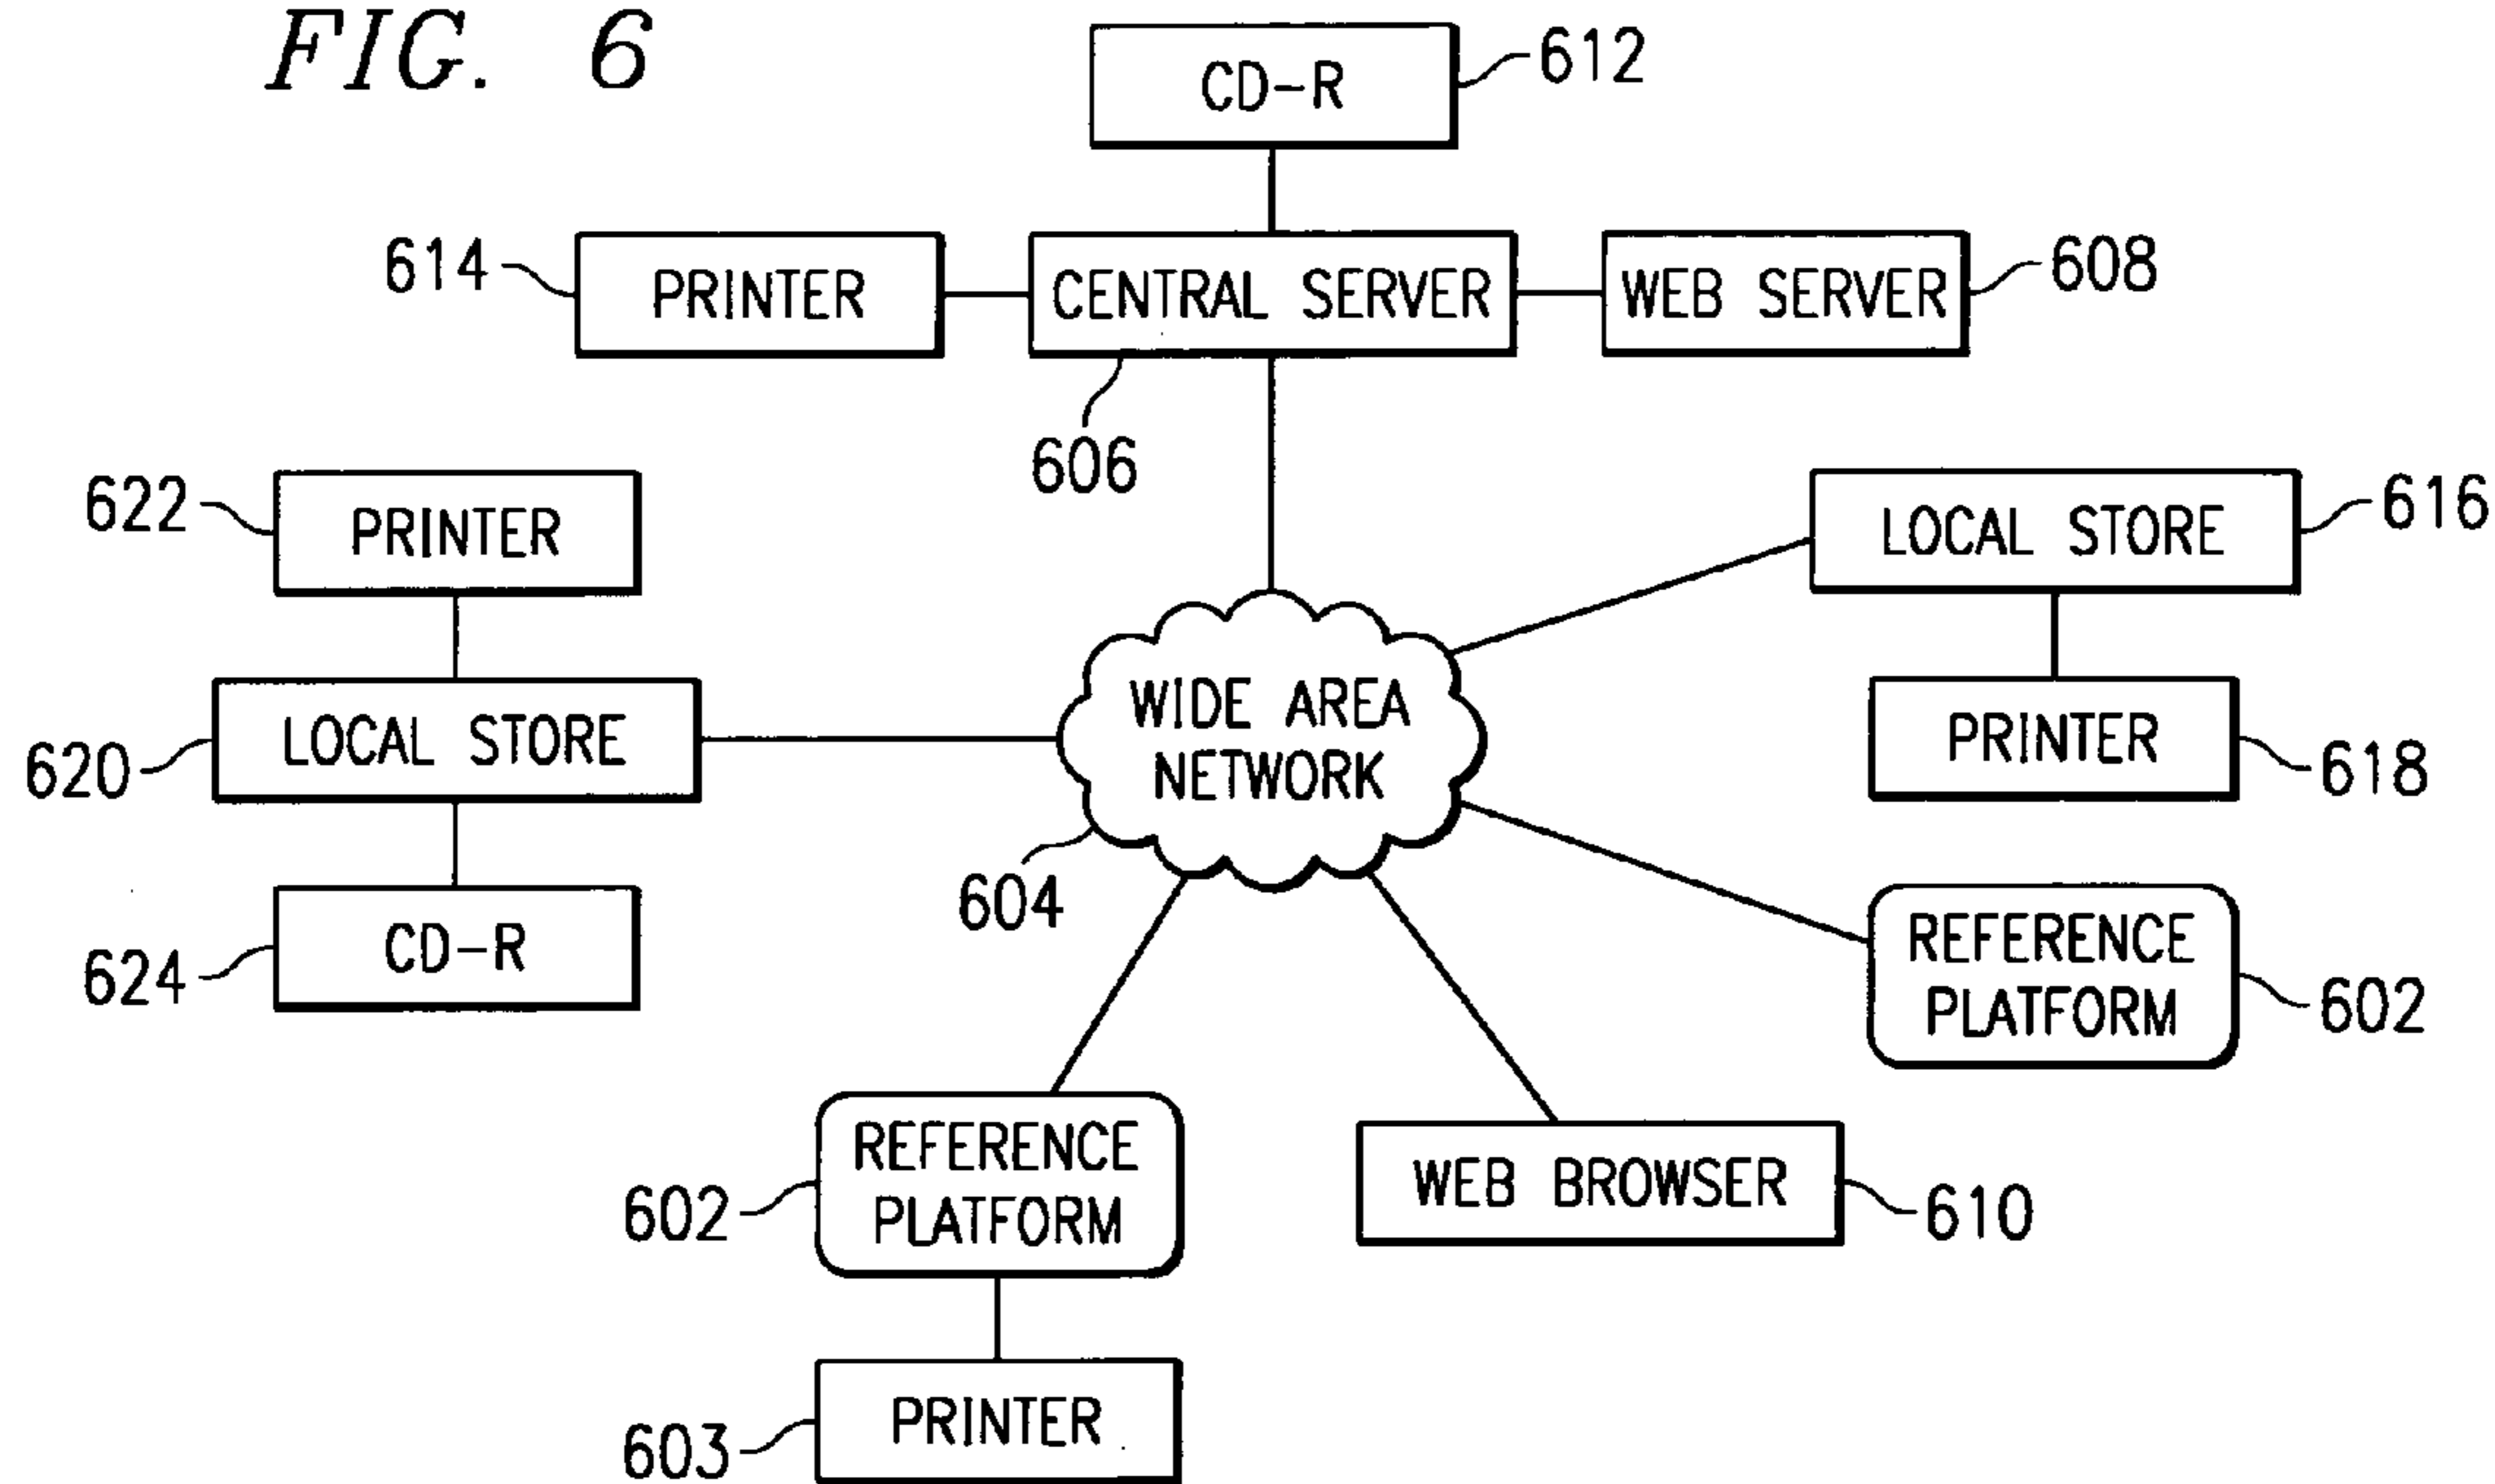 FIG. 6
CD-R
612
614
PRINTER
CENTRAL SERVER
WEB SERVER
608
606
622
PRINTER
LOCAL STORE
616
620
LOCAL STORE
WIDE AREA
NETWORK
604
PRINTER
618
624
CD-R
REFERENCE
PLATFORM
602
602
REFERENCE
PLATFORM
WEB BROWSER
610
603
PRINTER